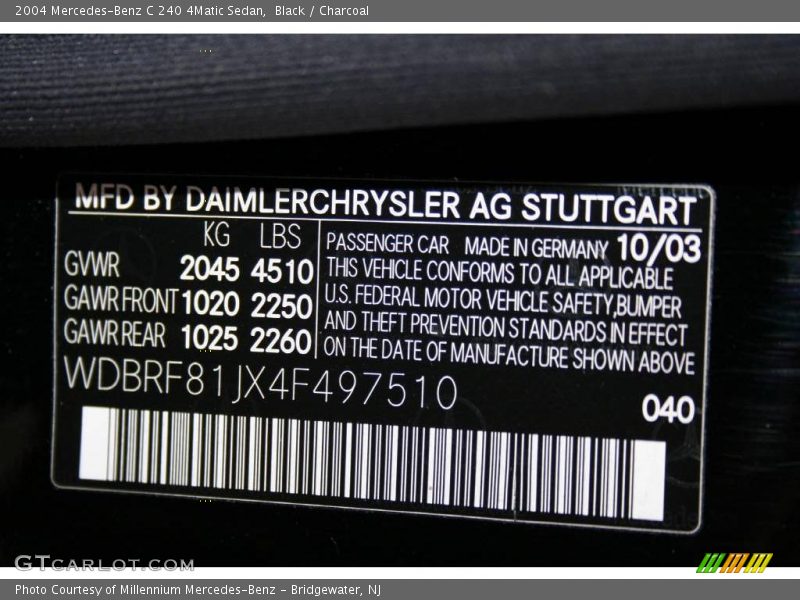 2004 Mercedes-Benz C 240 4Matic Sedan,  Black / Charcoal
MFD BY DAIMLERCHRYSLER AG STUTTGART
KG LBS
GVWR 2045 4510
GAWR FRONT 1020 2250
GAWR REAR 1025 2260
PASSENGER CAR MADE IN GERMANY 10/03
THIS VEHICLE CONFORMS TO ALL APPLICABLE
U.S. FEDERAL MOTOR VEHICLE SAFETY,BUMPER
AND THEFT PREVENTION STANDARDS IN EFFECT
ON THE DATE OF MANUFACTURE SHOWN ABOVE
WDBRF81JX4F497510
040
GTCARLOT.COM
Photo Courtesy of Millennium Mercedes-Benz - Bridgewater, NJ